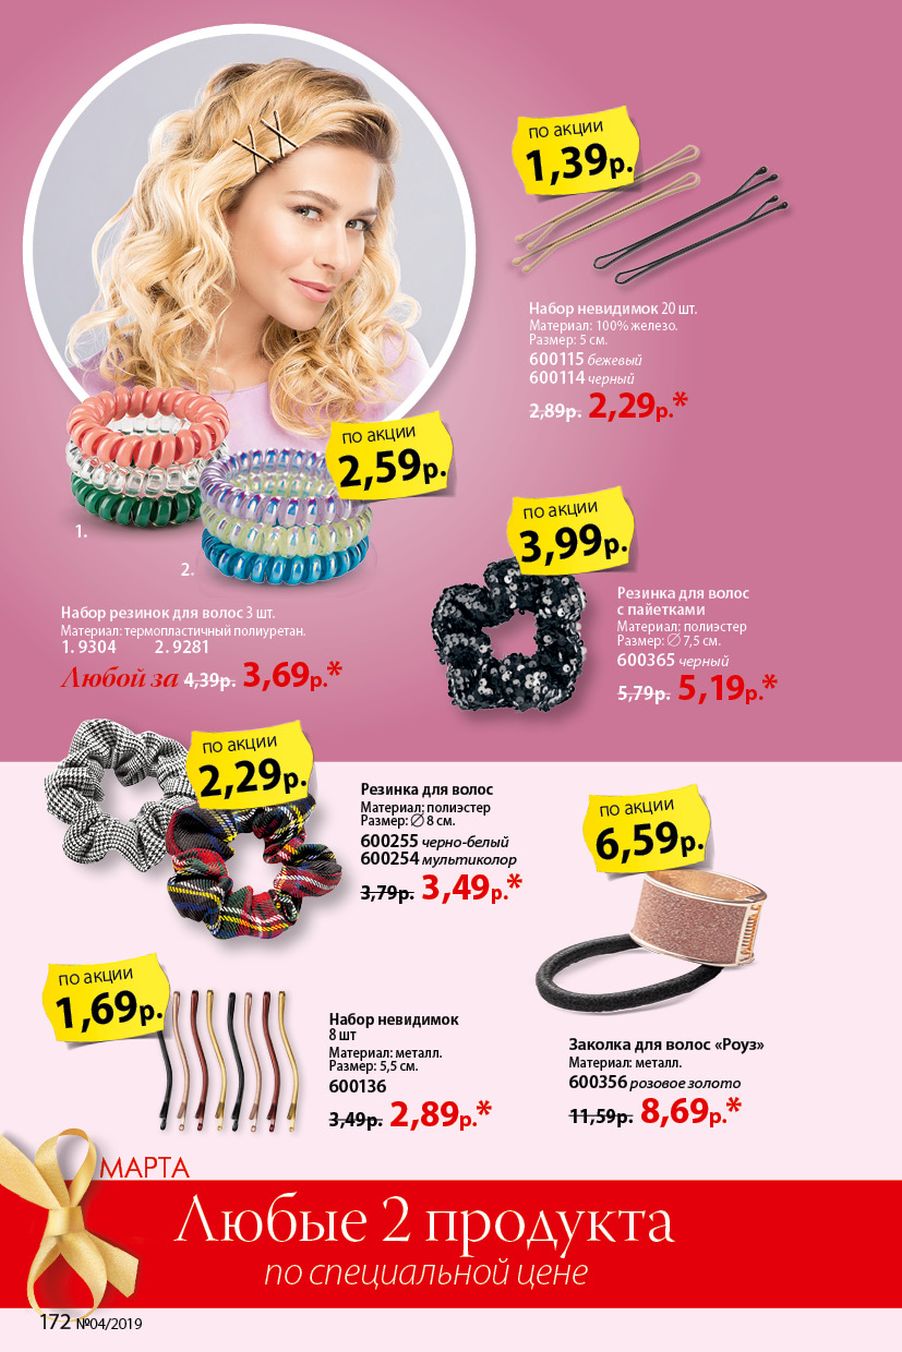 по акции
1,39р.
Набор невидимок 20 шт.
Материал: 100% железо.
Размер: 5 см.
600115 бежевый
600114 черный
2,89р. 2,29р.*
по акции
2,59р.
1.
2.
Набор резинок для волос 3 шт.
Материал: термопластичный полиуретан.
1. 9304 2. 9281
Любой за 4,39р. 3,69р.*
по акции
3,99р.
Резинка для волос
с пайетками
Материал: полиэстер
Размер: ∅ 7,5 см.
600365 черный
5,79р. 5,19р.*
по акции
2,29р.
Резинка для волос
Материал: полиэстер
Размер: ∅ 8 см.
600255 черно-белый
600254 мультиколор
3,79р. 3,49р.*
по акции
6,59р.
Заколка для волос «Роуз»
Материал: металл.
600356 розовое золото
11,59р. 8,69р.*
по акции
1,69р.
Набор невидимок
8 шт
Материал: металл.
Размер: 5,5 см.
600136
3,49р. 2,89р.*
МАРТА
Любые 2 продукта
по специальной цене
172 №04/2019